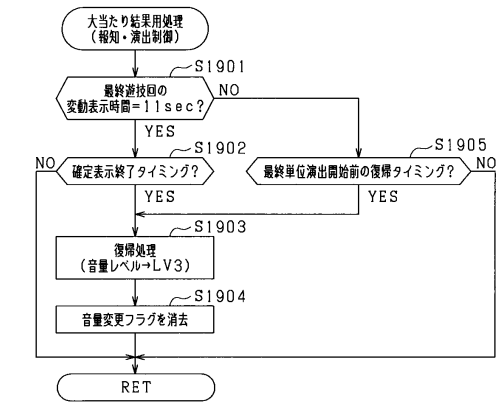 大当たり結果用処理
（報知・演出制御）
S1901
最終遊技回の
変動表示時間＝11sec？
NO
YES
S1902
S1905
NO
確定表示終了タイミング？
最終単位演出開始前の復帰タイミング？
NO
YES
YES
S1903
復帰処理
（音量レベル→LV3）
S1904
音量変更フラグを消去
RET